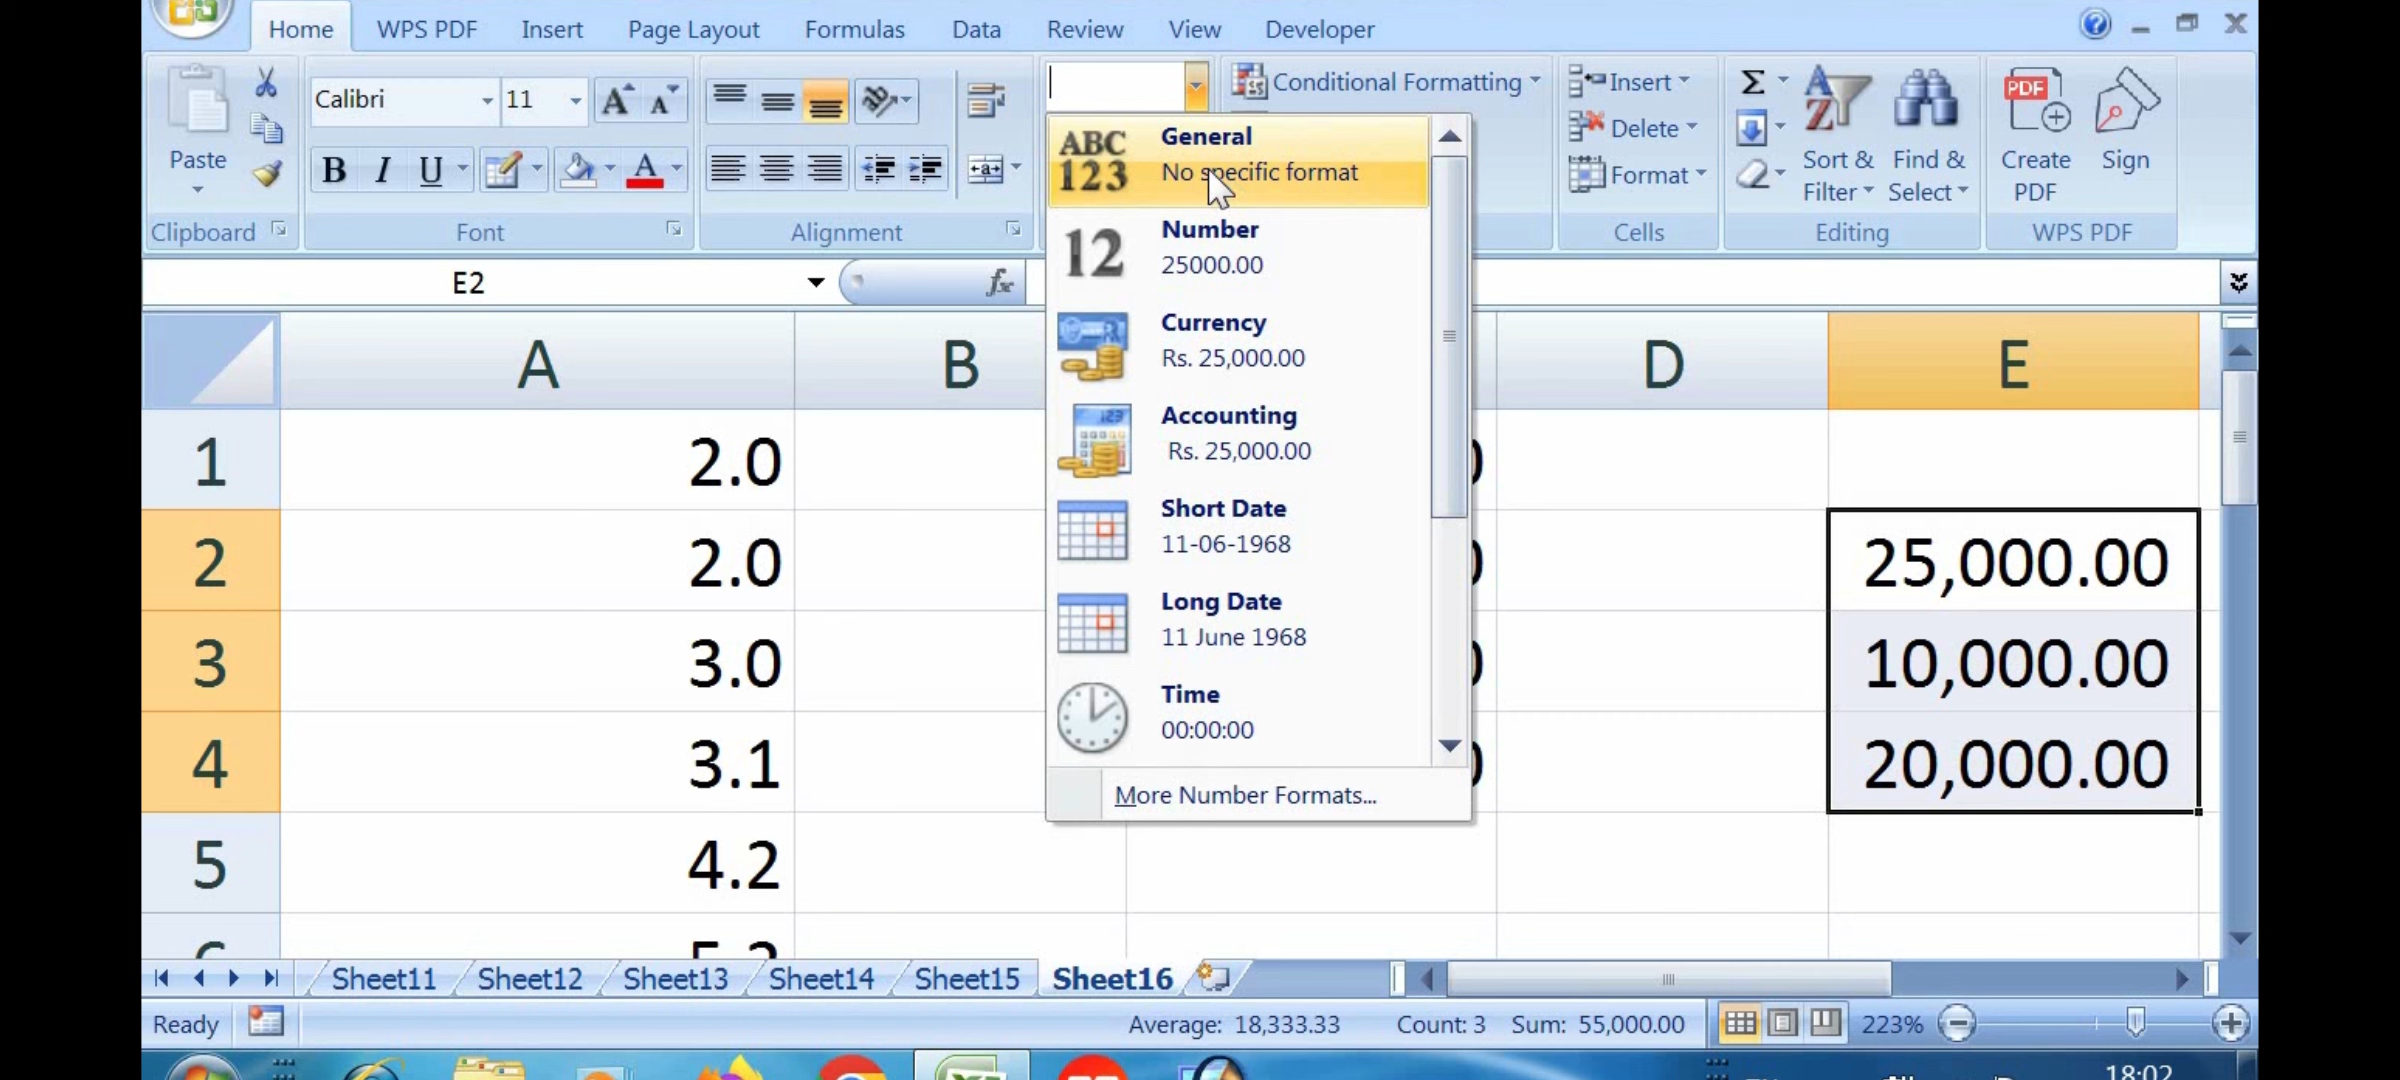 Home WPS PDF Insert Page Layout Formulas Data Review View Developer
Calibri 11
Conditional Formatting
Insert
Delete
Format
Paste
B I U A
Sort & Filter
Find & Select
Create PDF
Sign
Clipboard Font Alignment Cells Editing WPS PDF
ABC 123
General
No specific format
12
Number
25000.00
Currency
Rs. 25,000.00
Accounting
Rs. 25,000.00
Short Date
11-06-1968
Long Date
11 June 1968
Time
00:00:00
More Number Formats...
E2 fx
A B D E
1 2.0
2 2.0 25,000.00
3 3.0 10,000.00
4 3.1 20,000.00
5 4.2
Sheet11 Sheet12 Sheet13 Sheet14 Sheet15 Sheet16
Ready Average: 18,333.33 Count: 3 Sum: 55,000.00 223%
18:02